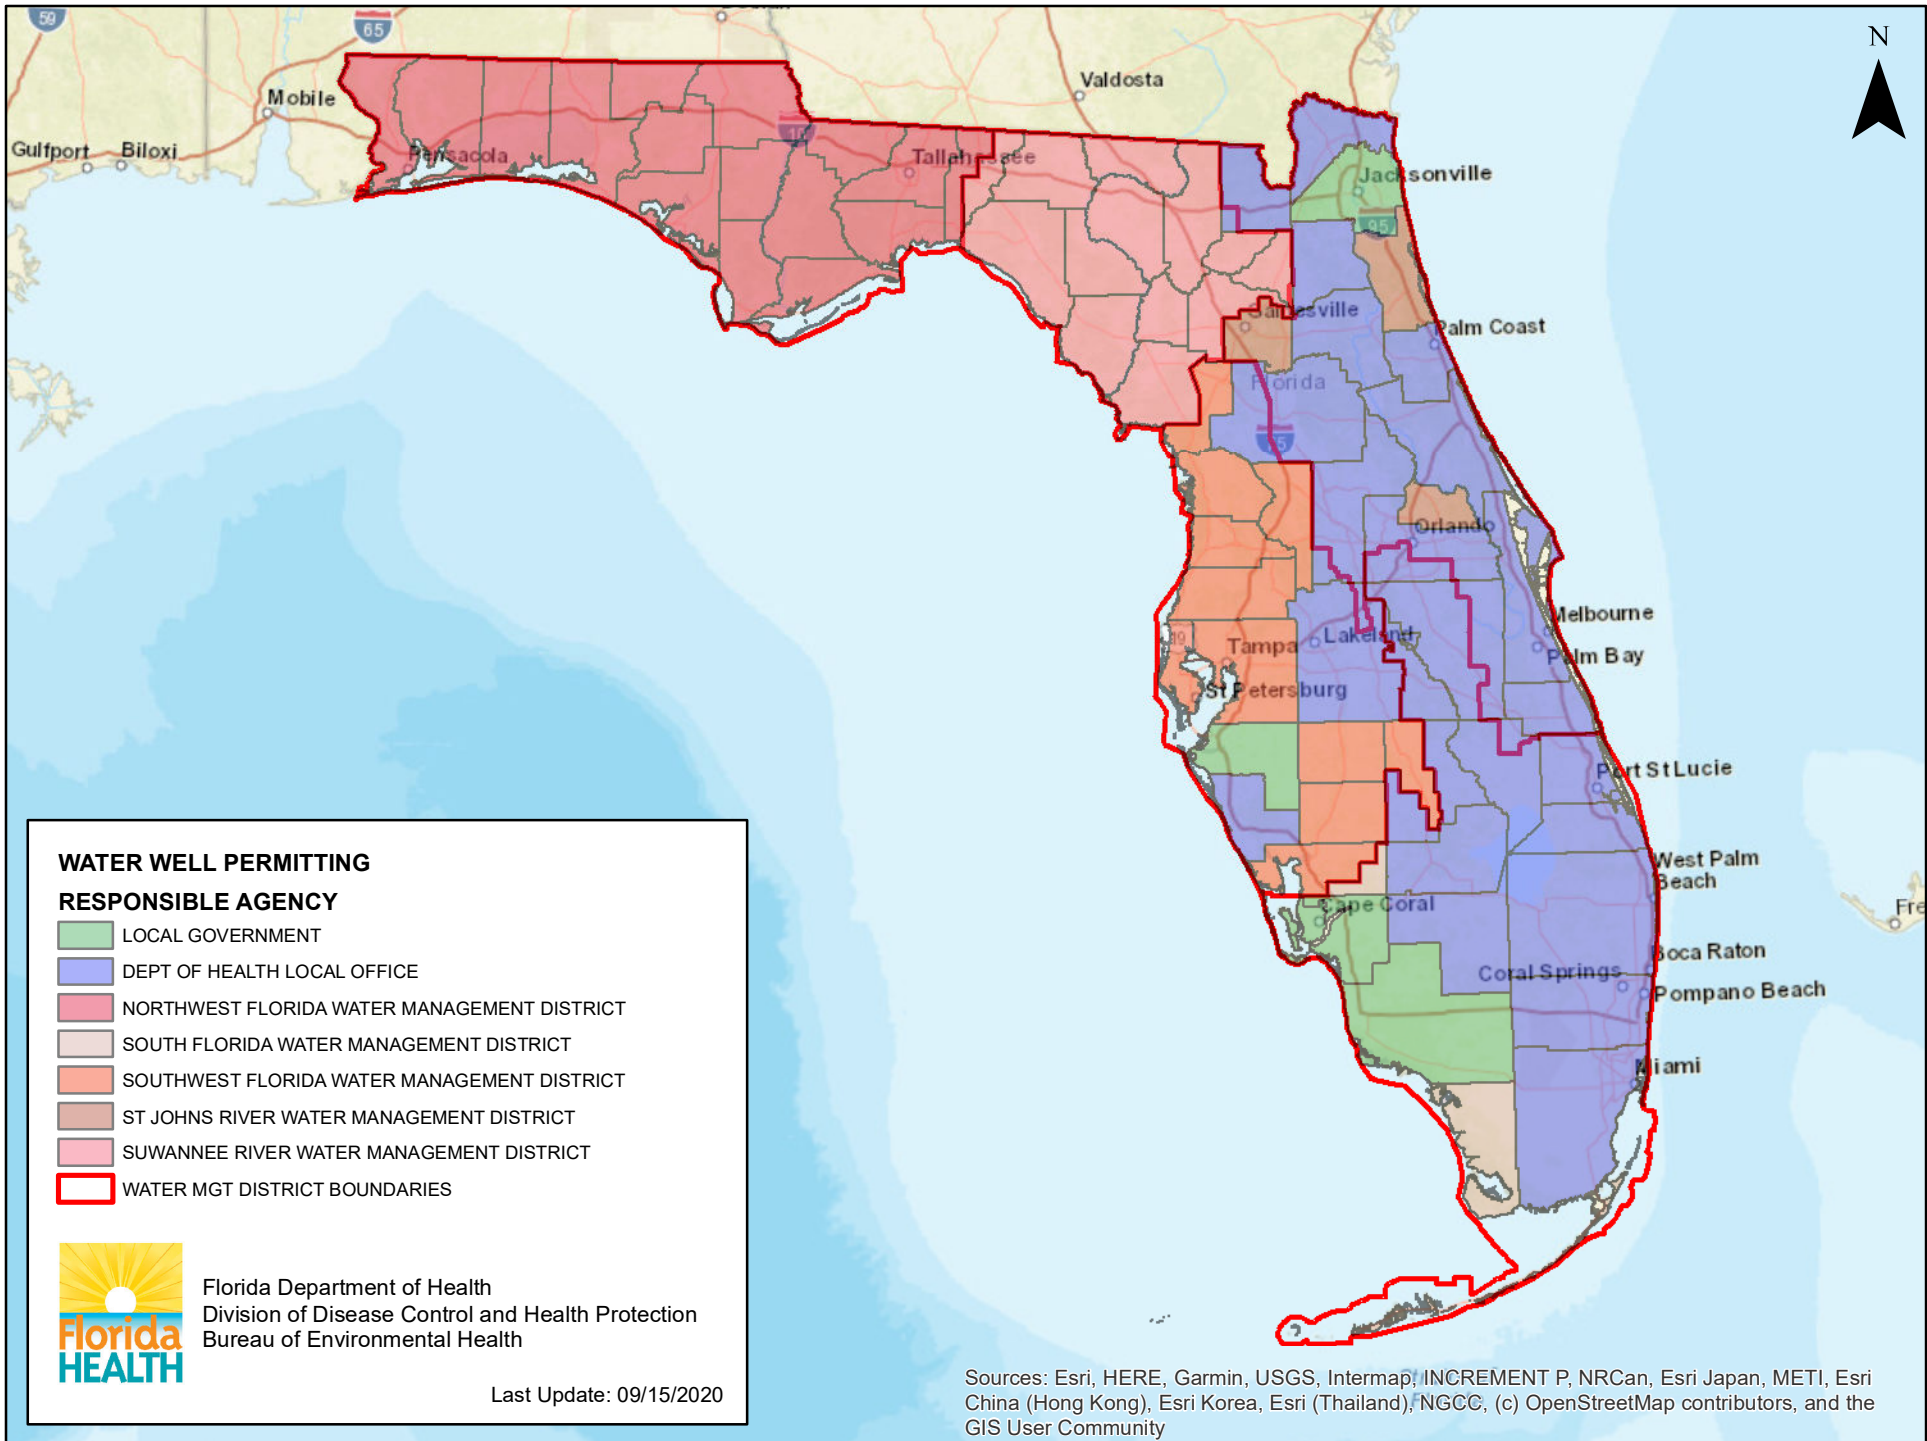 59
65
N
Valdosta
Mobile
Gulfport
Biloxi
Pensacola
10
Tallahassee
Jacksonville
95
Gainesville
Palm Coast
Florida
75
Orlando
Melbourne
19
Tampa
Lakeland
Palm Bay
St Petersburg
Port St Lucie
West Palm
Beach
Cape Coral
Fre
Boca Raton
Coral Springs
Pompano Beach
Miami
WATER WELL PERMITTING
RESPONSIBLE AGENCY
LOCAL GOVERNMENT
DEPT OF HEALTH LOCAL OFFICE
NORTHWEST FLORIDA WATER MANAGEMENT DISTRICT
SOUTH FLORIDA WATER MANAGEMENT DISTRICT
SOUTHWEST FLORIDA WATER MANAGEMENT DISTRICT
ST JOHNS RIVER WATER MANAGEMENT DISTRICT
SUWANNEE RIVER WATER MANAGEMENT DISTRICT
WATER MGT DISTRICT BOUNDARIES
Florida
HEALTH
Florida Department of Health
Division of Disease Control and Health Protection
Bureau of Environmental Health
Last Update: 09/15/2020
Sources: Esri, HERE, Garmin, USGS, Intermap, INCREMENT P, NRCan, Esri Japan, METI, Esri
China (Hong Kong), Esri Korea, Esri (Thailand), NGCC, (c) OpenStreetMap contributors, and the
GIS User Community